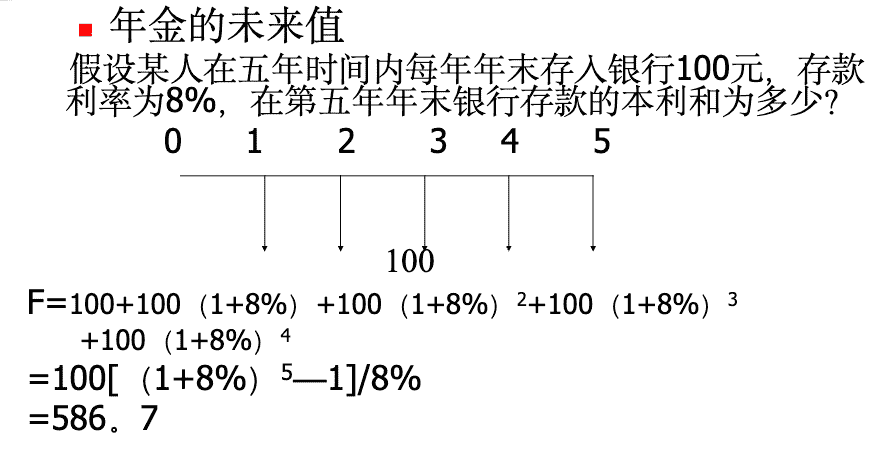 年金的未来值
假设某人在五年时间内每年年末存入银行100元，存款
利率为8%，在第五年年末银行存款的本利和为多少？
0 1 2 3 4 5
100
F=100+100（1+8%）+100（1+8%）²+100（1+8%）³
+100（1+8%）⁴
=100[（1+8%）⁵—1]/8%
=586。7